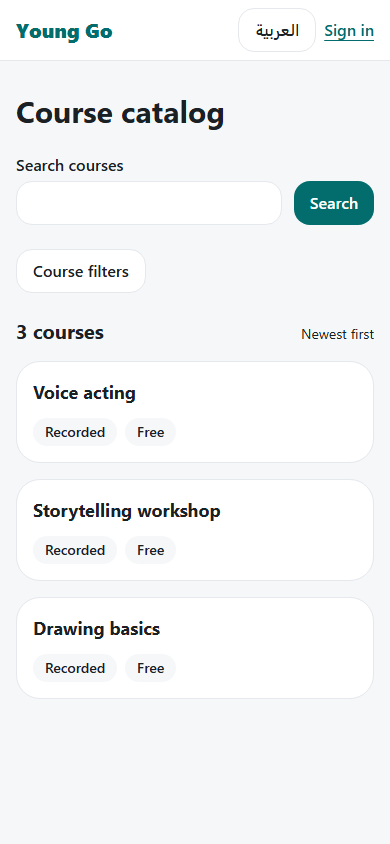 Young Go
العربية
Sign in
Course catalog
Search courses
Search
Course filters
3 courses
Newest first
Voice acting
Recorded
Free
Storytelling workshop
Recorded
Free
Drawing basics
Recorded
Free